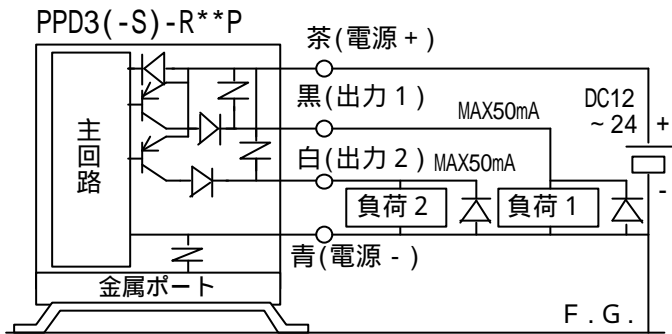 PPD3(-S)-R**P
茶(電源+)
黒(出力1)
MAX50mA
DC12
~24
+
-
主回路
白(出力2)
MAX50mA
負荷2
負荷1
青(電源-)
金属ポート
F.G.